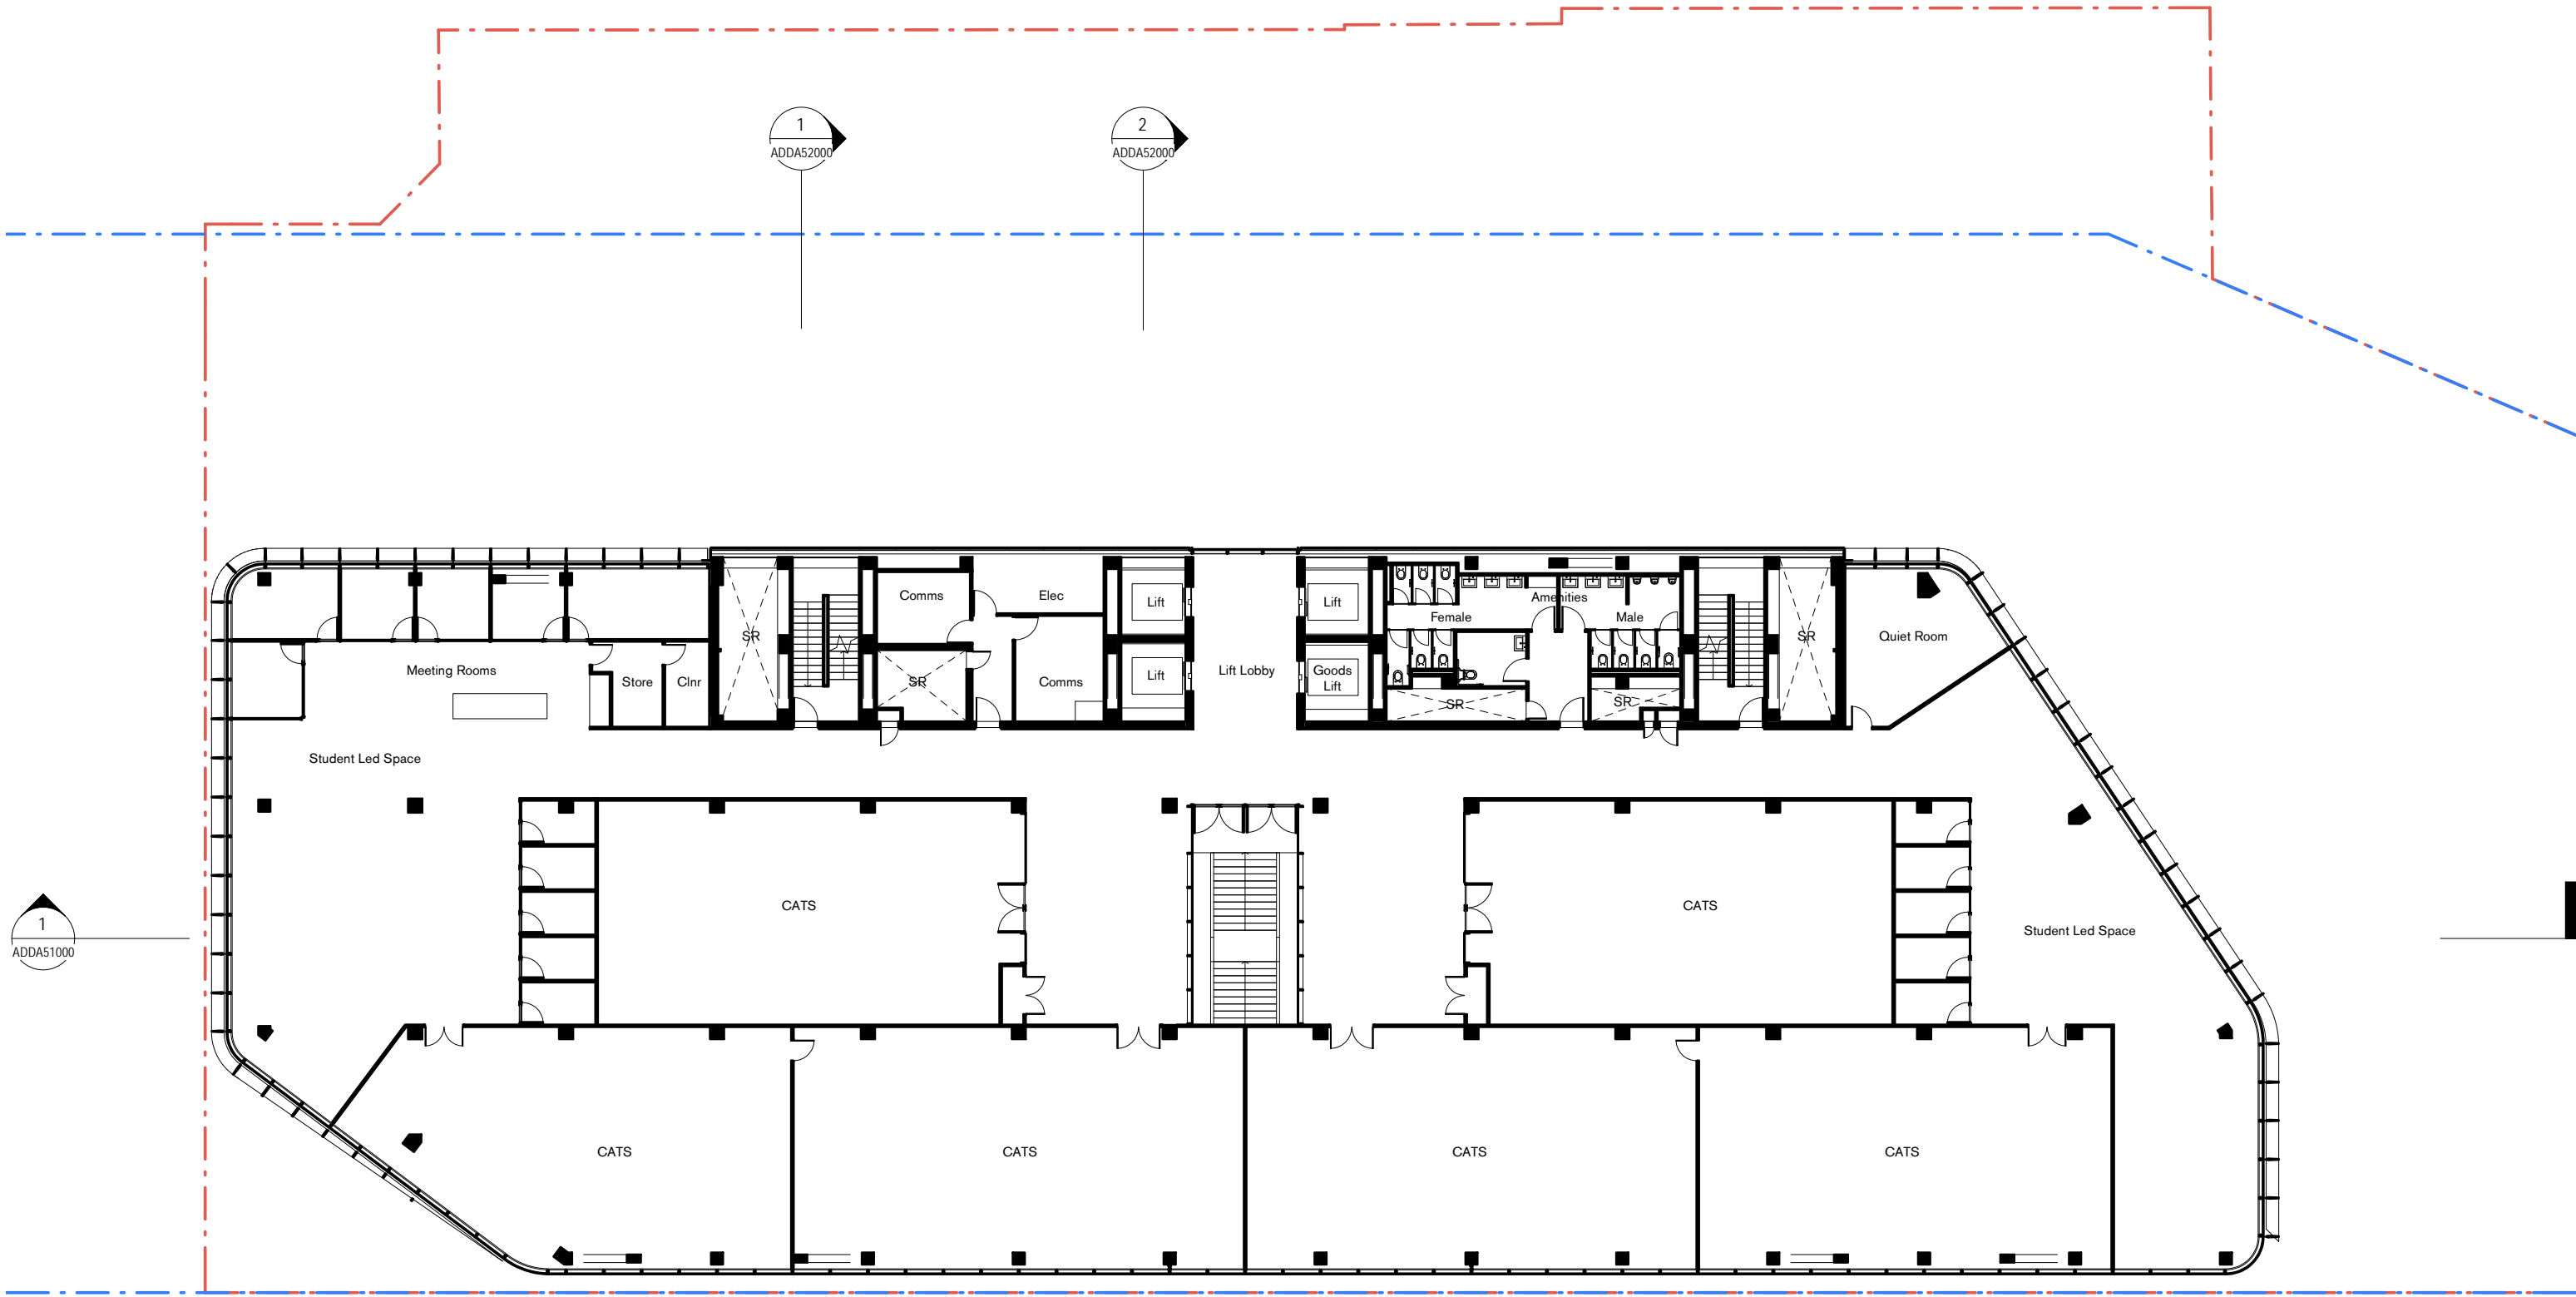 1
ADDA52000
2
ADDA52000
Comms
Elec
Lift
Lift
Amenities
Female
Male
SR
SR
Quiet Room
Meeting Rooms
Store
Clnr
SR
Comms
Lift
Lift Lobby
Goods
Lift
SR
SR
Student Led Space
CATS
CATS
1
ADDA51000
Student Led Space
CATS
CATS
CATS
CATS